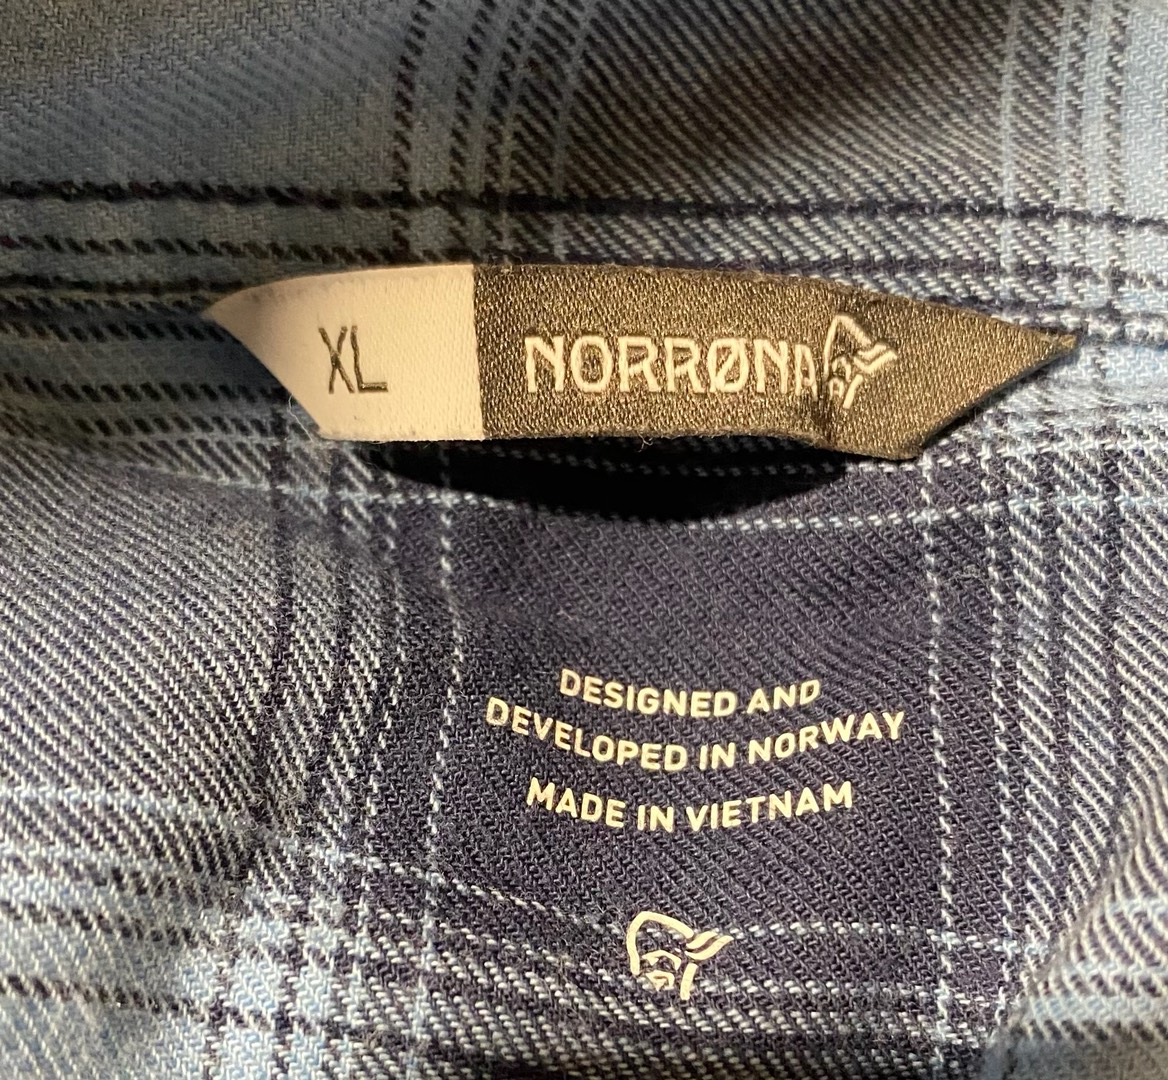 XL
NORRØNA
DESIGNED AND
DEVELOPED IN NORWAY
MADE IN VIETNAM